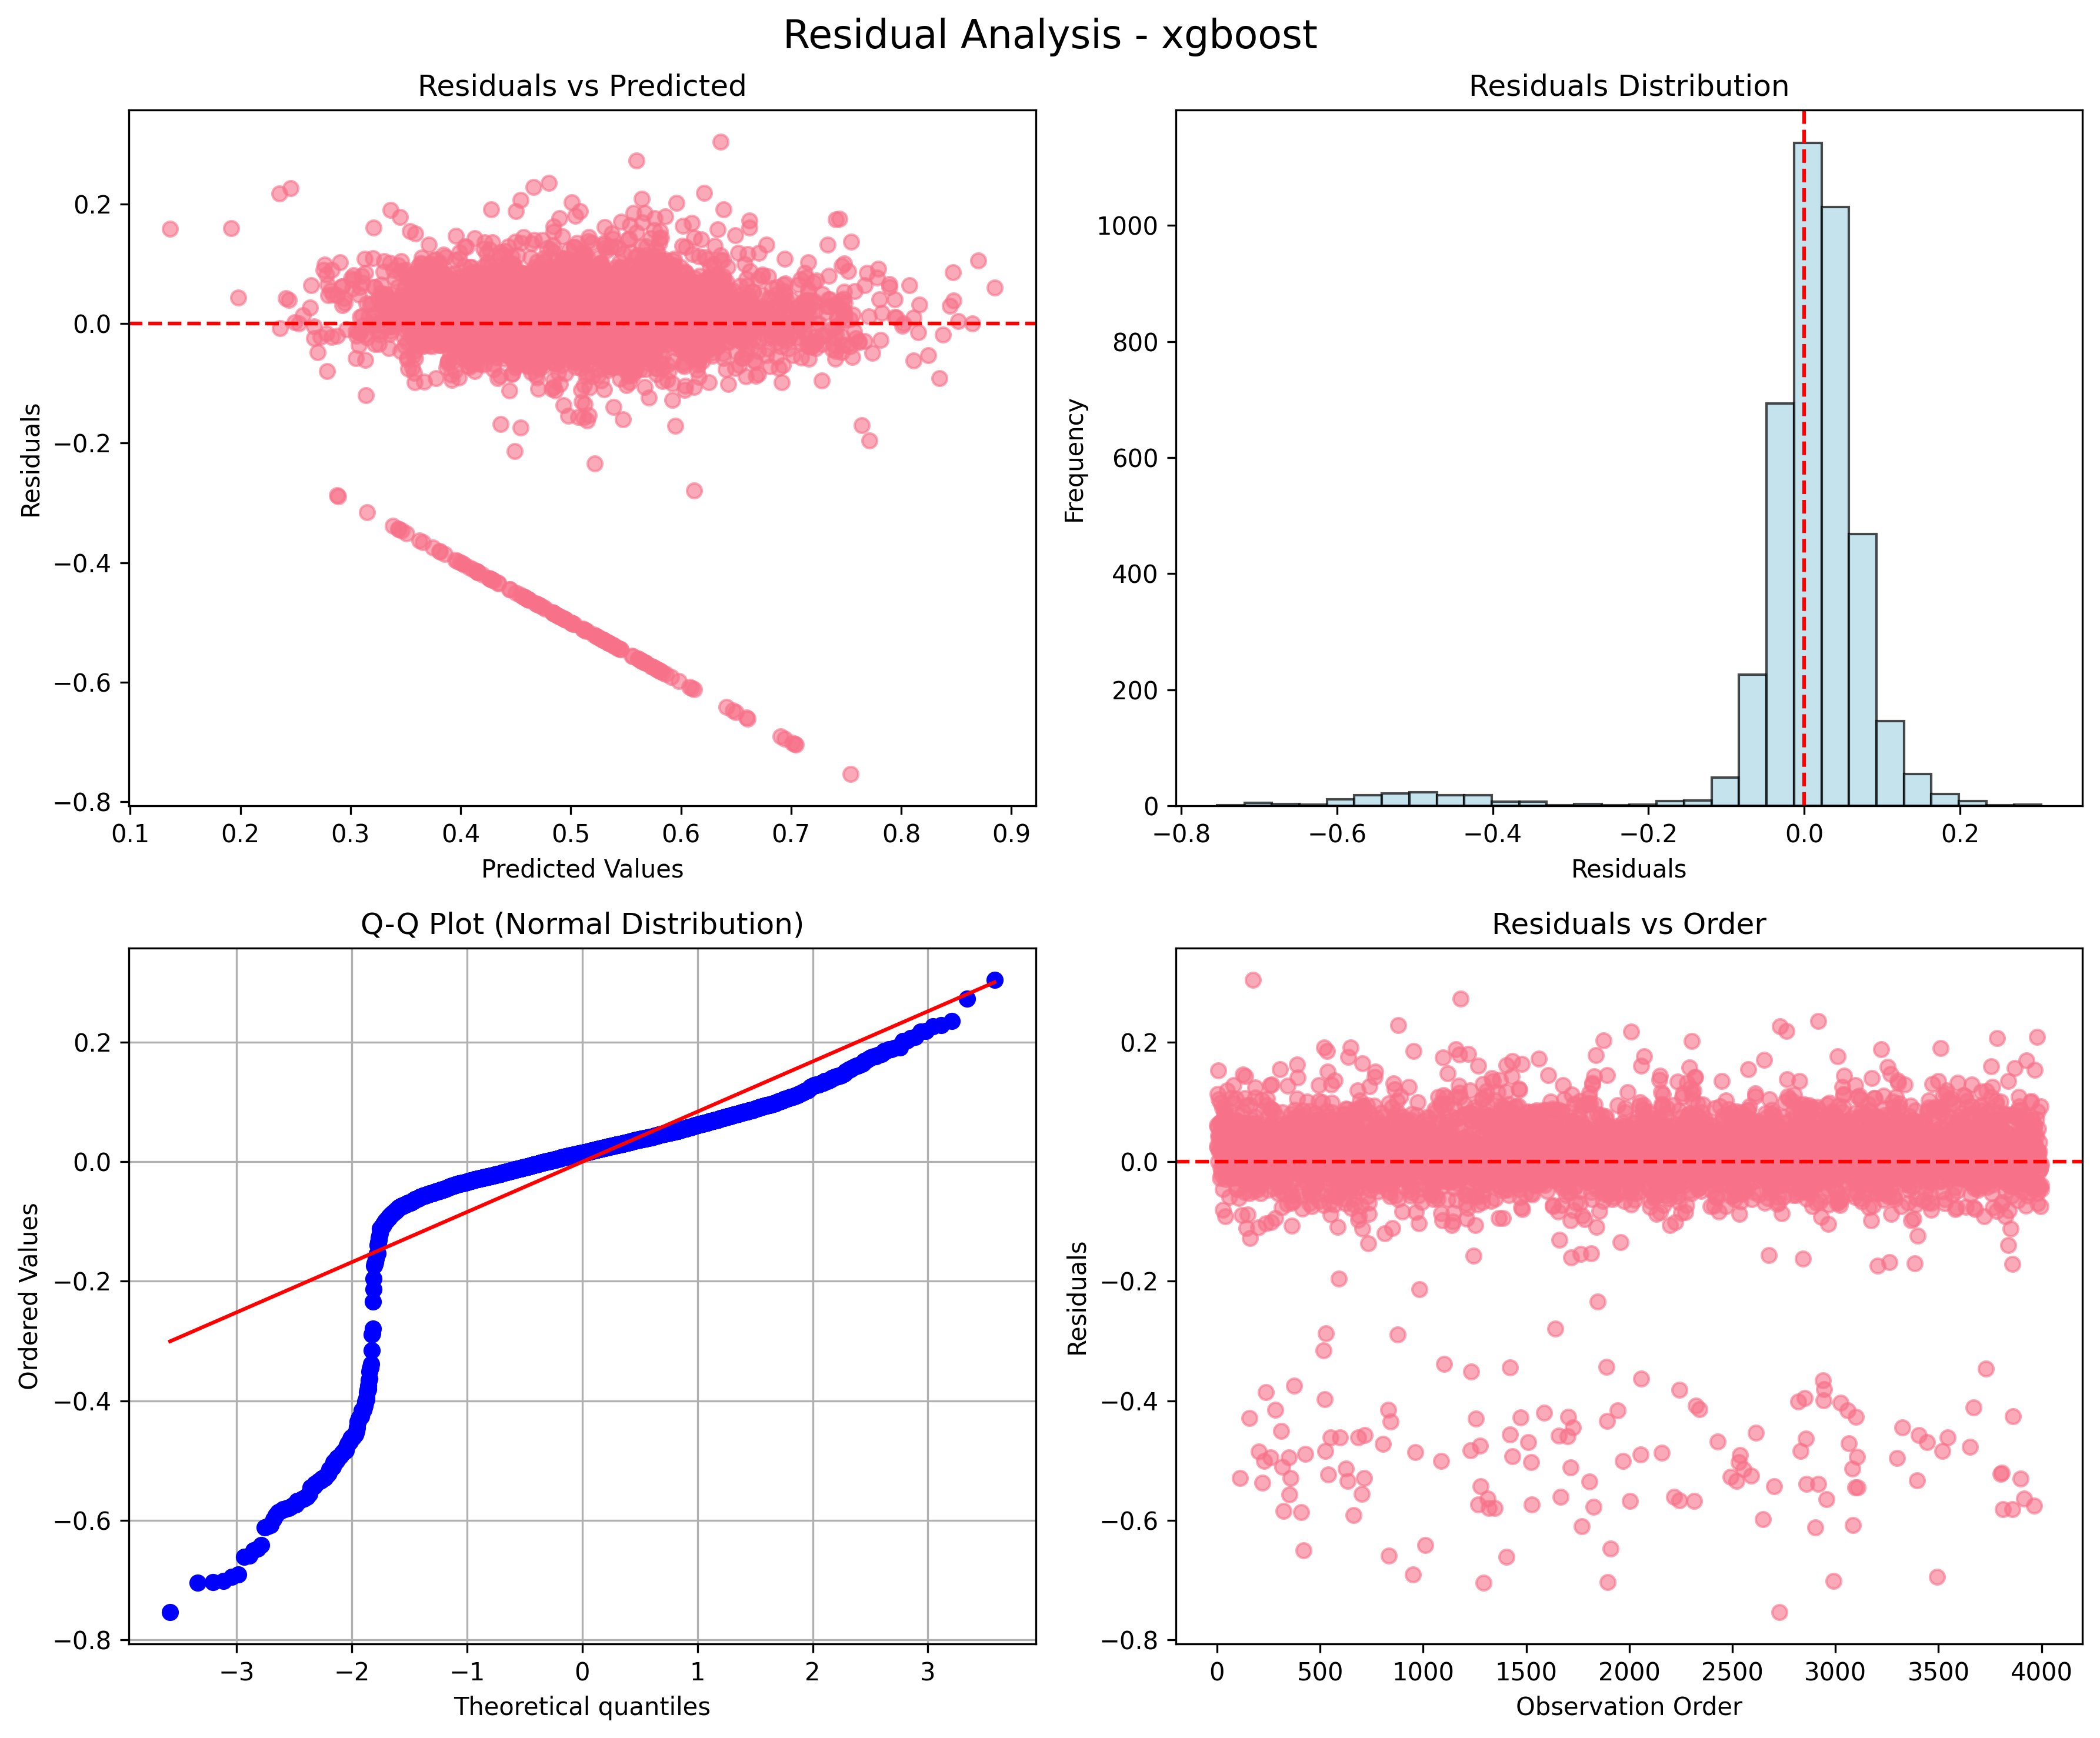 Residual Analysis - xgboost
Residuals vs Predicted
Residuals
0.2
0.0
−0.2
−0.4
−0.6
−0.8
0.1 0.2 0.3 0.4 0.5 0.6 0.7 0.8 0.9
Predicted Values
Residuals Distribution
Frequency
1000
800
600
400
200
0
−0.8 −0.6 −0.4 −0.2 0.0 0.2
Residuals
Q-Q Plot (Normal Distribution)
Ordered Values
0.2
0.0
−0.2
−0.4
−0.6
−0.8
−3 −2 −1 0 1 2 3
Theoretical quantiles
Residuals vs Order
Residuals
0.2
0.0
−0.2
−0.4
−0.6
−0.8
0 500 1000 1500 2000 2500 3000 3500 4000
Observation Order